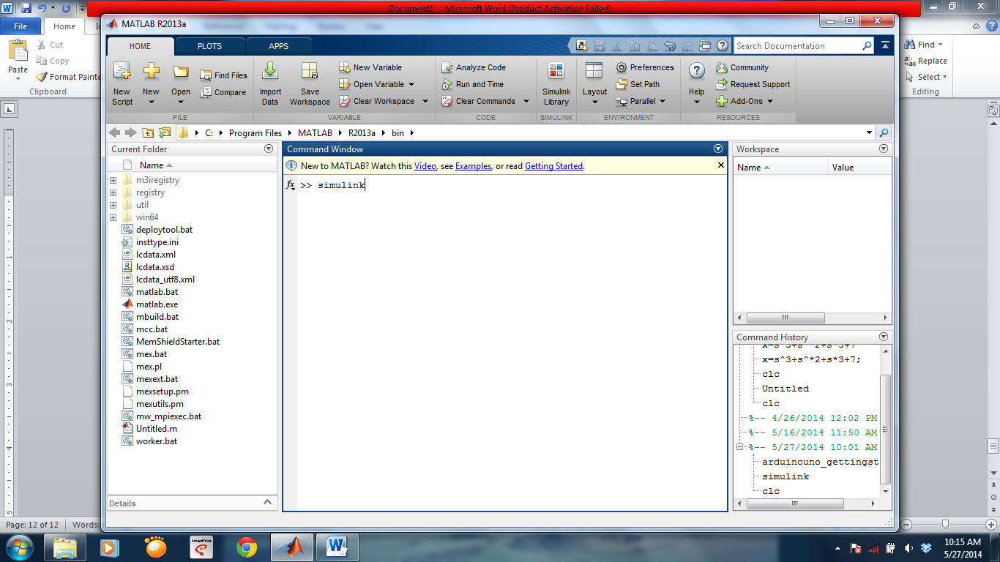 Document1 - Microsoft Word (Product Activation Failed)
File
Home
Cut
Copy
Paste
Format Painte
Clipboard
Find
Replace
Select
Editing
MATLAB R2013a
HOME
PLOTS
APPS
Search Documentation
New Script
New
Open
Find Files
Compare
Import Data
Save Workspace
New Variable
Open Variable
Clear Workspace
Analyze Code
Run and Time
Clear Commands
Simulink Library
Layout
Preferences
Set Path
Parallel
Help
Community
Request Support
Add-Ons
FILE
VARIABLE
CODE
SIMULINK
ENVIRONMENT
RESOURCES
C:
Program Files
MATLAB
R2013a
bin
Current Folder
Name
m3iregistry
registry
util
win64
deploytool.bat
insttype.ini
lcdata.xml
lcdata.xsd
lcdata_utf8.xml
matlab.bat
matlab.exe
mbuild.bat
mcc.bat
MemShieldStarter.bat
mex.bat
mex.pl
mexext.bat
mexsetup.pm
mexutils.pm
mw_mpiexec.bat
Untitled.m
worker.bat
Details
Command Window
New to MATLAB? Watch this Video, see Examples, or read Getting Started.
fx >> simulink
Workspace
Name
Value
Command History
x=s^3+s^*2+s*3+7;
clc
Untitled
clc
%-- 4/26/2014 12:02 PM
%-- 5/16/2014 11:50 AM
%-- 5/27/2014 10:01 AM
arduinouno_gettingst
simulink
clc
Page: 12 of 12
Words:
smartfren
10:15 AM
5/27/2014